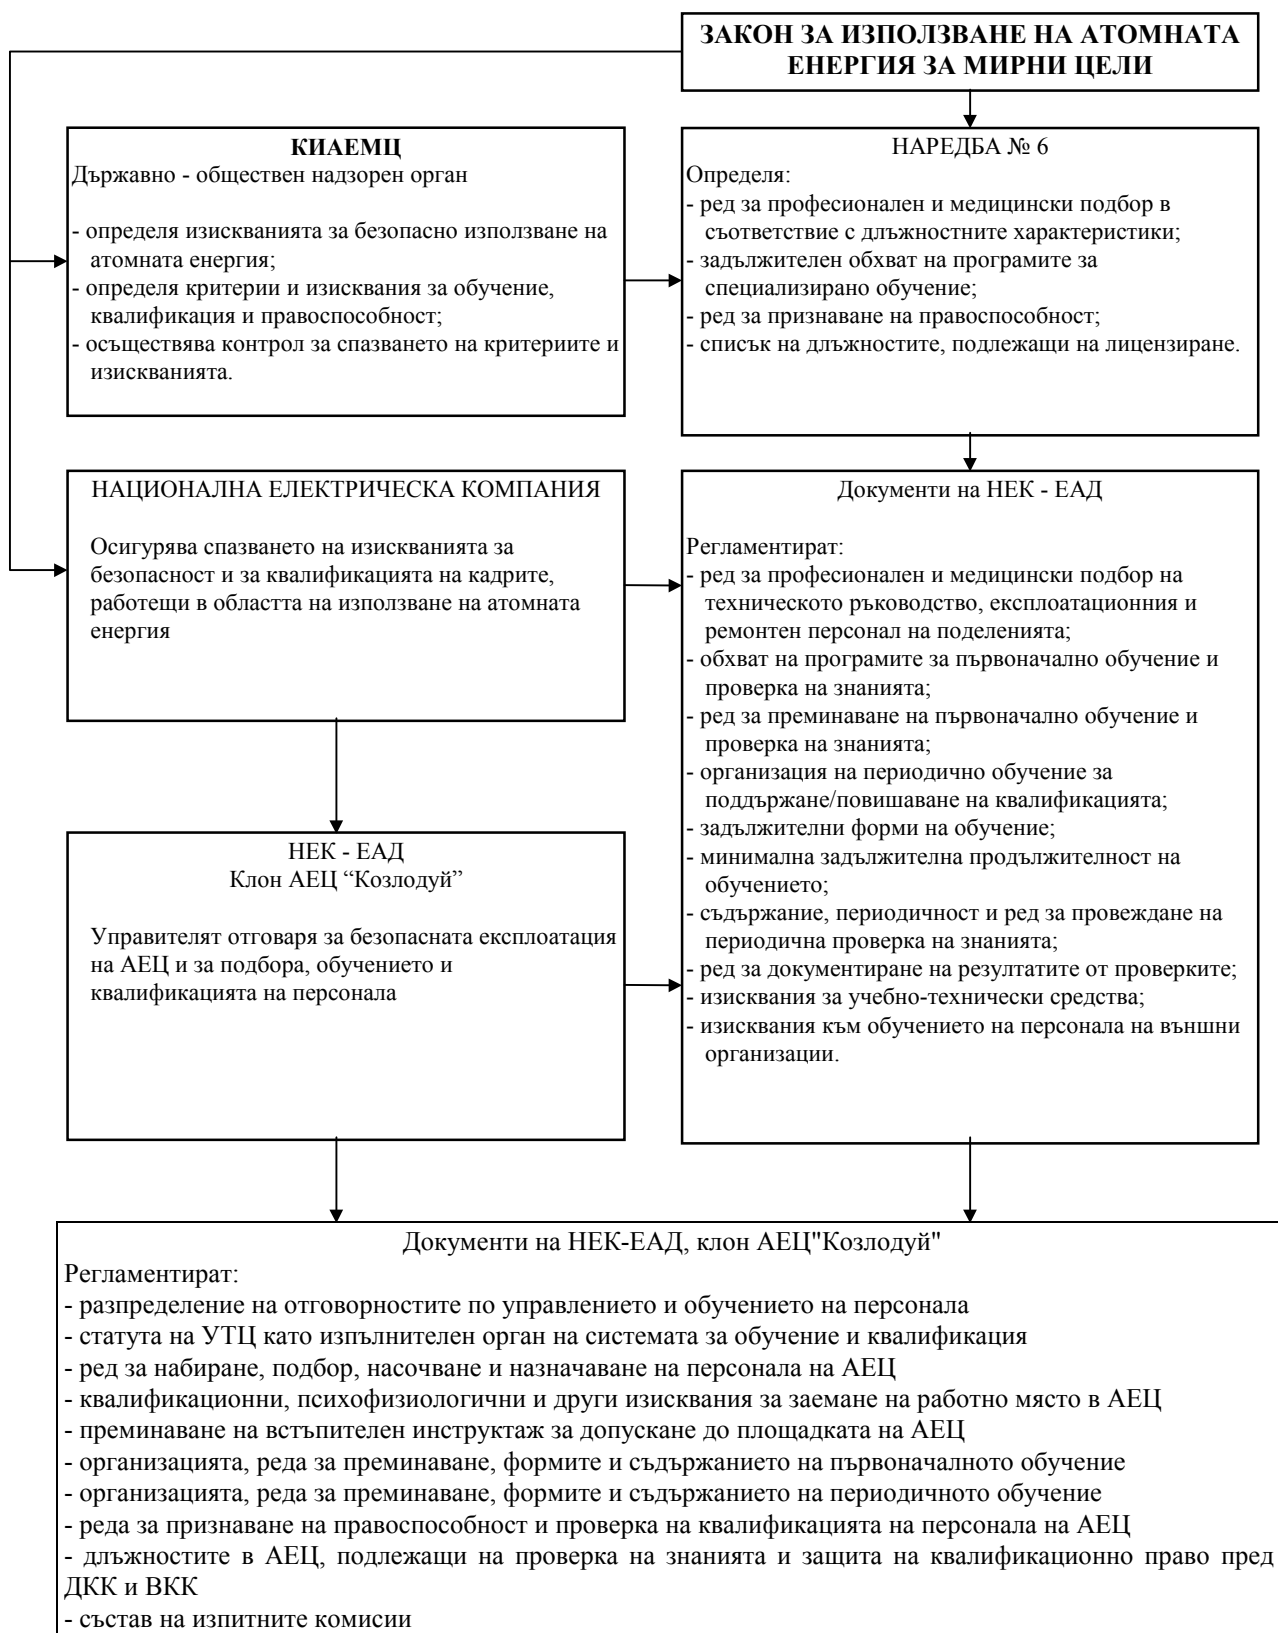 ЗАКОН ЗА ИЗПОЛЗВАНЕ НА АТОМНАТА
ЕНЕРГИЯ ЗА МИРНИ ЦЕЛИ
КИАЕМЦ
Държавно - обществен надзорен орган
- определя изискванията за безопасно използване на
атомната енергия;
- определя критерии и изисквания за обучение,
квалификация и правоспособност;
- осъществява контрол за спазването на критериите и
изискванията.
НАРЕДБА № 6
Определя:
- ред за професионален и медицински подбор в
съответствие с длъжностните характеристики;
- задължителен обхват на програмите за
специализирано обучение;
- ред за признаване на правоспособност;
- списък на длъжностите, подлежащи на лицензиране.
НАЦИОНАЛНА ЕЛЕКТРИЧЕСКА КОМПАНИЯ
Осигурява спазването на изискванията за
безопасност и за квалификацията на кадрите,
работещи в областта на използване на атомната
енергия
Документи на НЕК - ЕАД
Регламентират:
- ред за професионален и медицински подбор на
техническото ръководство, експлоатационния и
ремонтен персонал на поделенията;
- обхват на програмите за първоначално обучение и
проверка на знанията;
- ред за преминаване на първоначално обучение и
проверка на знанията;
- организация на периодично обучение за
поддържане/повишаване на квалификацията;
- задължителни форми на обучение;
- минимална задължителна продължителност на
обучението;
- съдържание, периодичност и ред за провеждане на
периодична проверка на знанията;
- ред за документиране на резултатите от проверките;
- изисквания за учебно-технически средства;
- изисквания към обучението на персонала на външни
организации.
НЕК - ЕАД
Клон АЕЦ “Козлодуй”
Управителят отговаря за безопасната експлоатация
на АЕЦ и за подбора, обучението и
квалификацията на персонала
Документи на НЕК-ЕАД, клон АЕЦ"Козлодуй"
Регламентират:
- разпределение на отговорностите по управлението и обучението на персонала
- статута на УТЦ като изпълнителен орган на системата за обучение и квалификация
- ред за набиране, подбор, насочване и назначаване на персонала на АЕЦ
- квалификационни, психофизиологични и други изисквания за заемане на работно място в АЕЦ
- преминаване на встъпителен инструктаж за допускане до площадката на АЕЦ
- организацията, реда за преминаване, формите и съдържанието на първоначалното обучение
- организацията, реда за преминаване, формите и съдържанието на периодичното обучение
- реда за признаване на правоспособност и проверка на квалификацията на персонала на АЕЦ
- длъжностите в АЕЦ, подлежащи на проверка на знанията и защита на квалификационно право пред
ДКК и ВКК
- състав на изпитните комисии